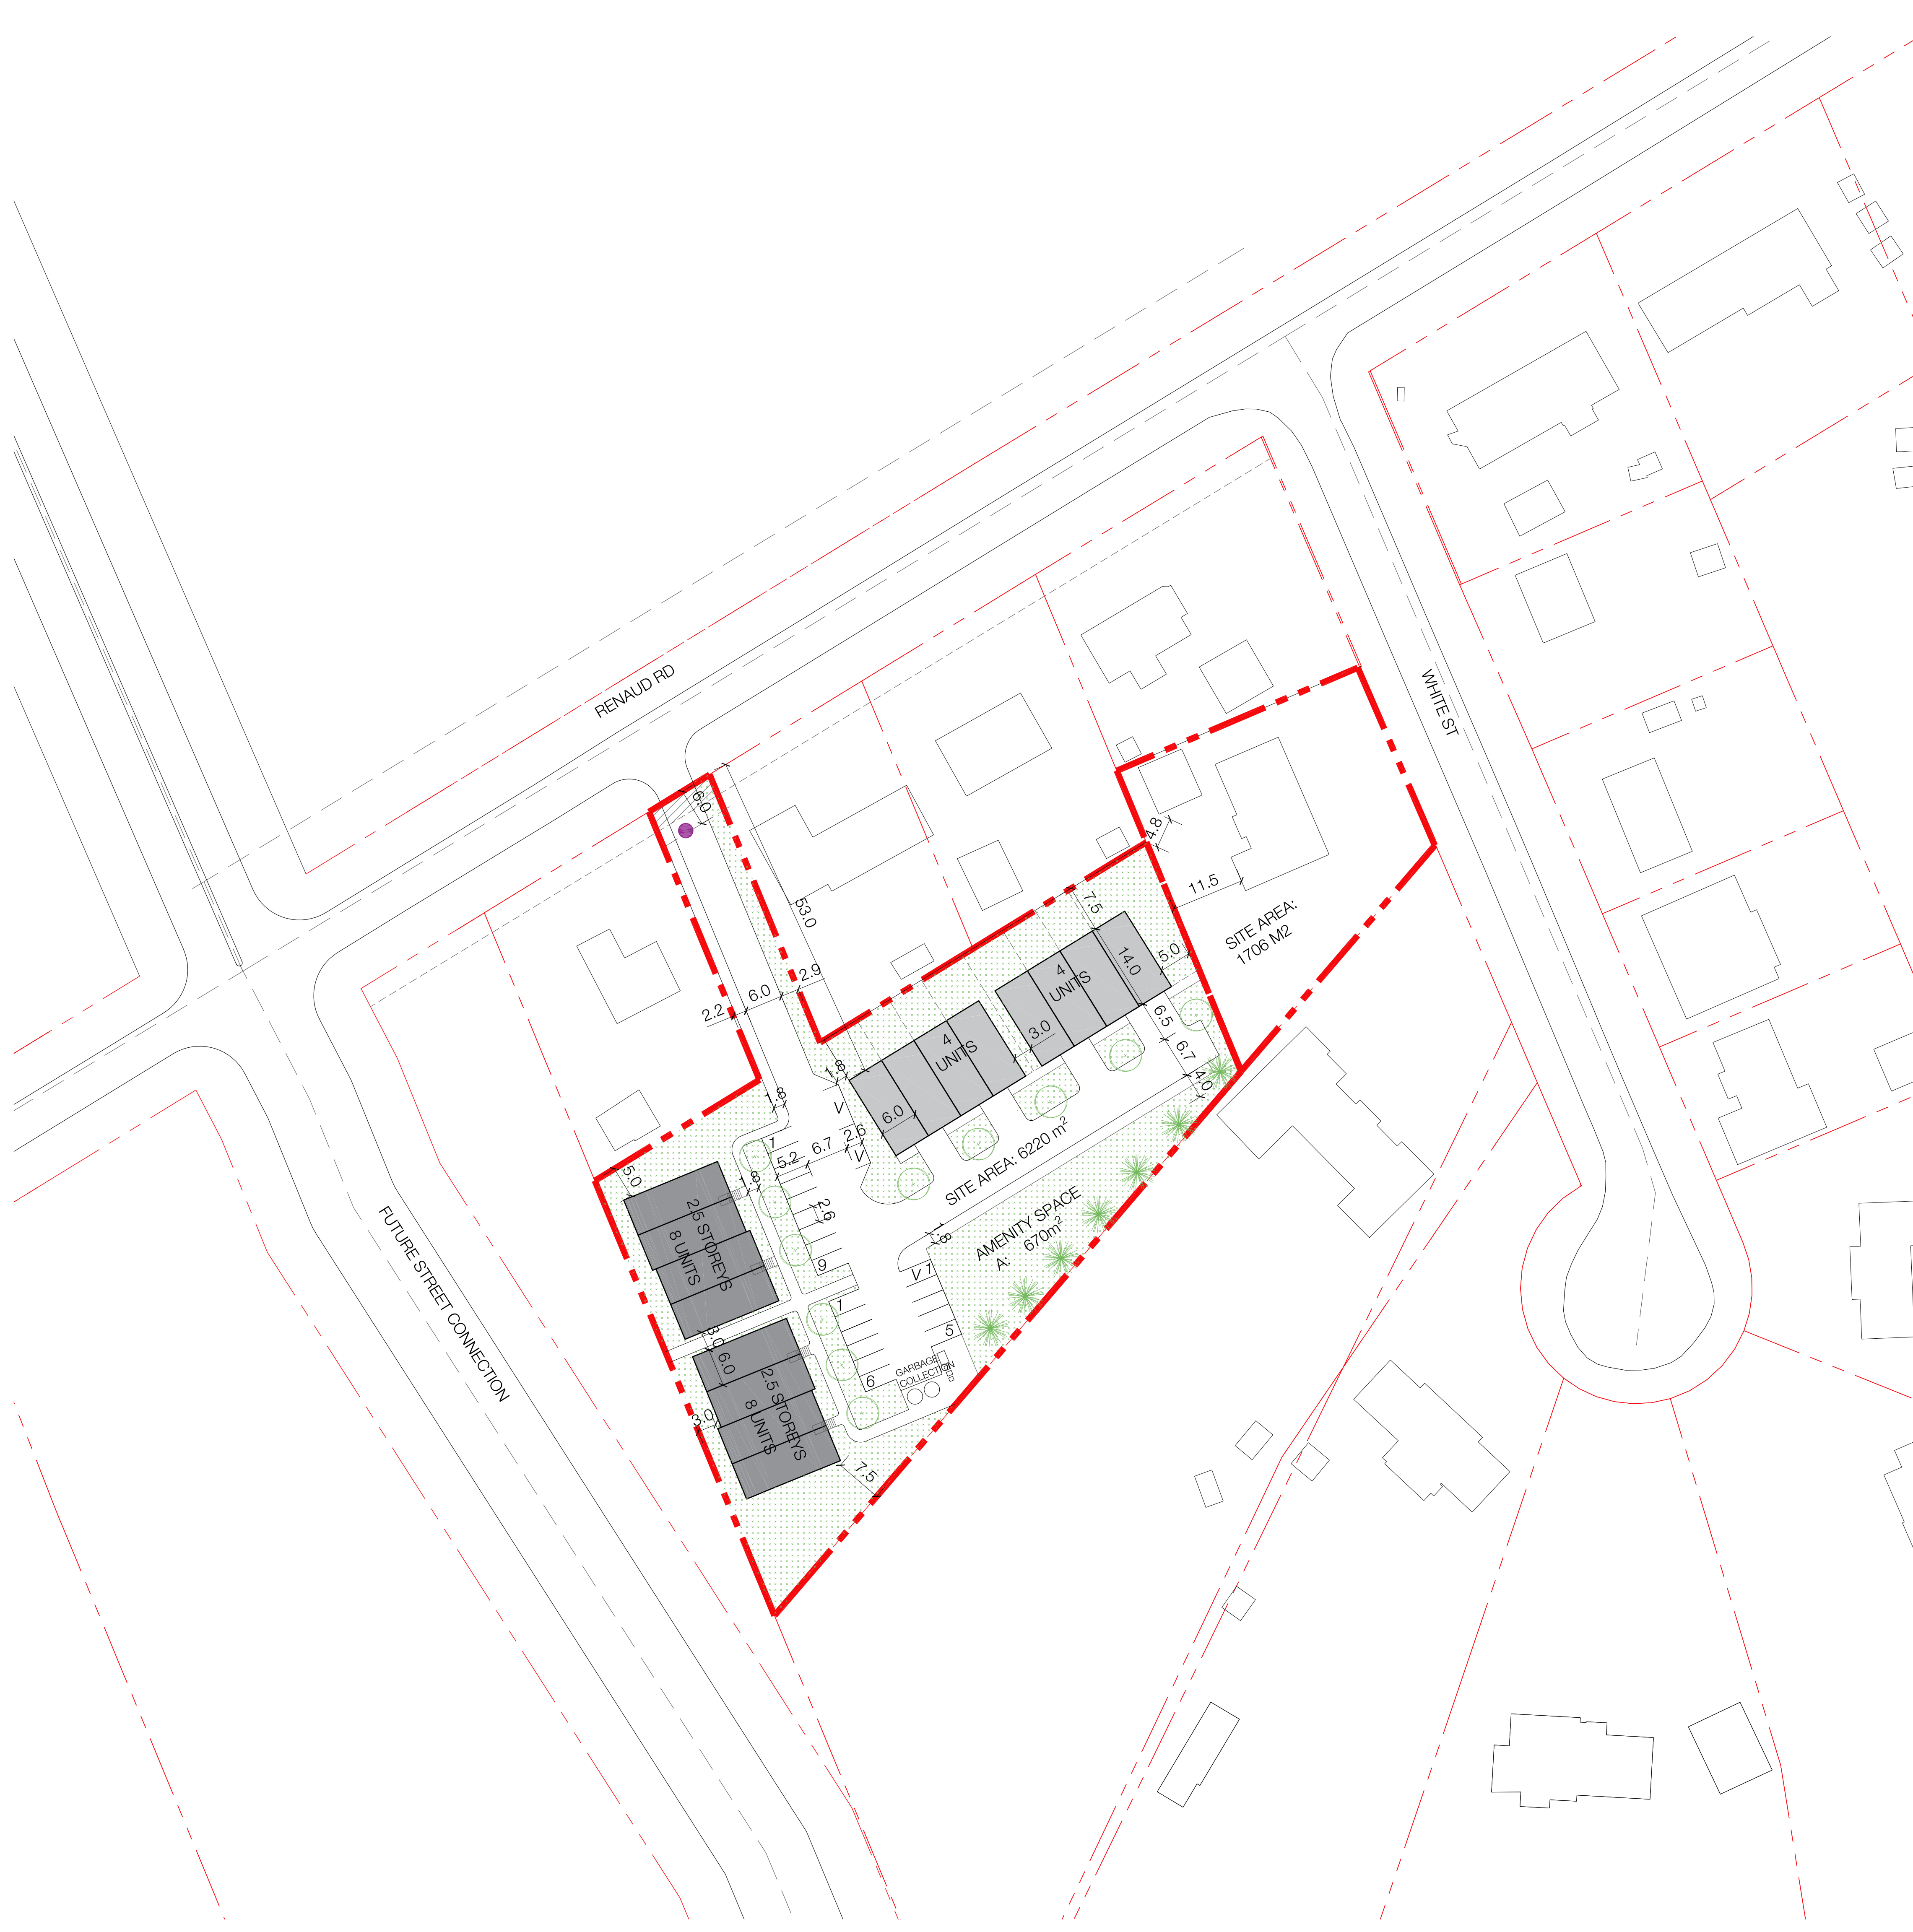 RENAUD RD
WHITE ST
6.0
53.0
4.8
11.5
7.5
SITE AREA:
1706 M2
2.9
6.0
2.2
4
UNITS
14.0
5.0
4
UNITS
3.0
6.5
6.7
4.0
1.8
V
6.0
1.8
2.6
V
1
5.2
6.7
SITE AREA: 6220 m²
5.0
1.8
2.6
2.5 STOREYS
8 UNITS
9
AMENITY SPACE
A: 670m²
1.8
V
1
FUTURE STREET CONNECTION
1
5
3.0
6.0
GARBAGE
COLLECTION
6
2.5 STOREYS
8 UNITS
3.0
7.5